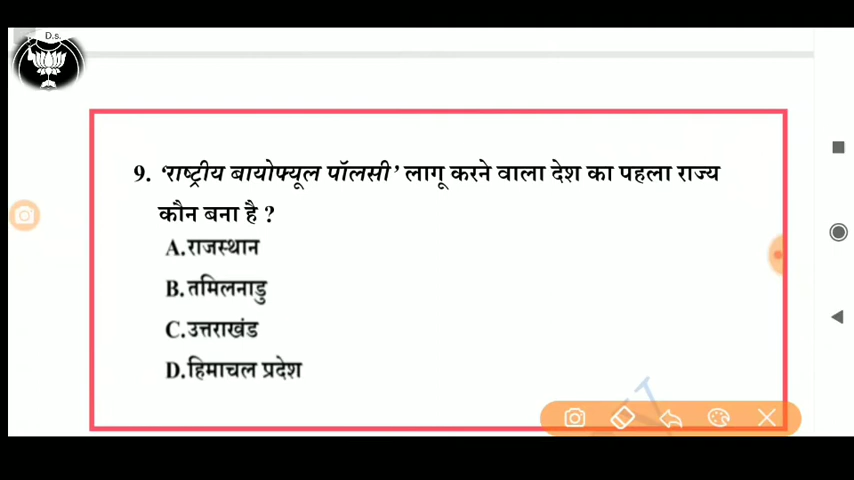 D.s.
9. ‘राष्ट्रीय बायोफ्यूल पॉलसी’ लागू करने वाला देश का पहला राज्य
कौन बना है ?
A.राजस्थान
B.तमिलनाडु
C.उत्तराखंड
D.हिमाचल प्रदेश